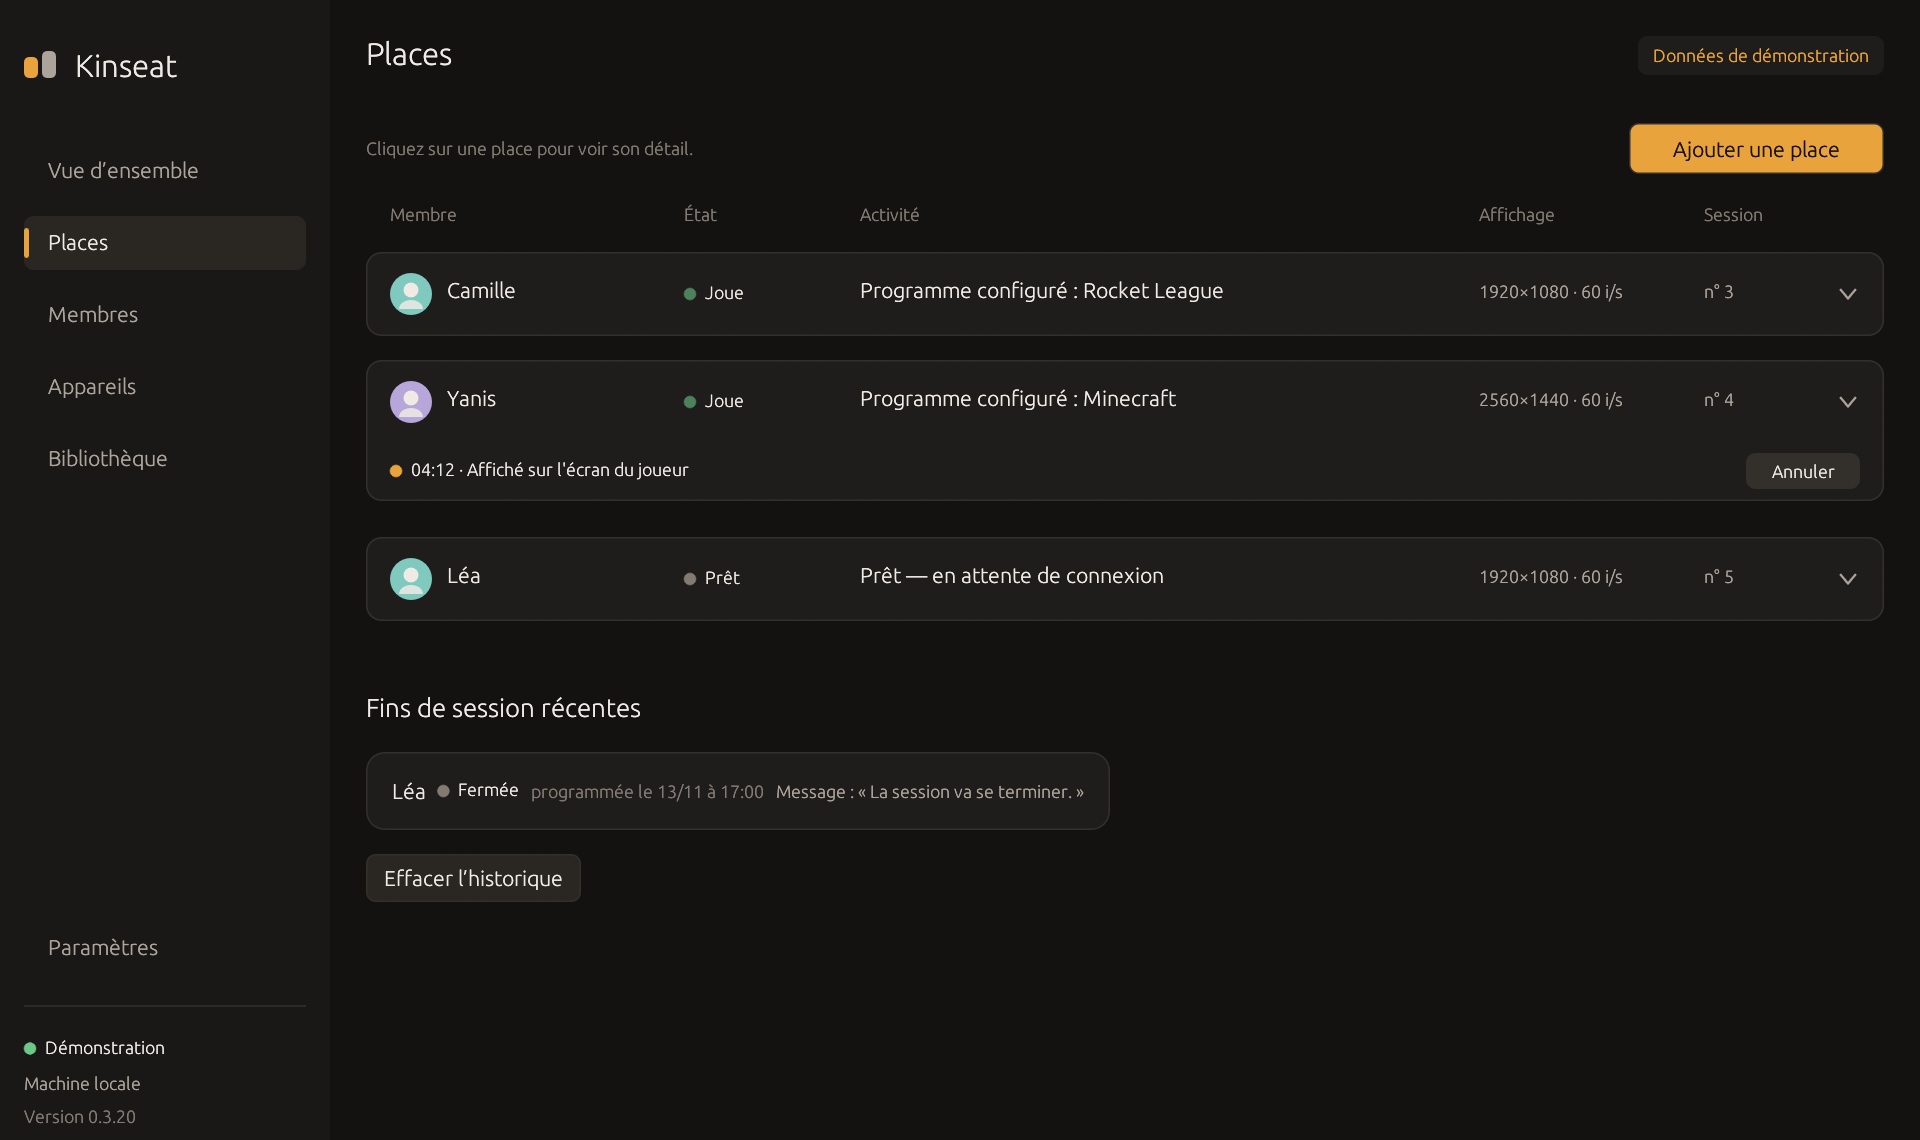 Kinseat
Vue d’ensemble
Places
Membres
Appareils
Bibliothèque
Paramètres
Démonstration
Machine locale
Version 0.3.20
Places
Données de démonstration
Cliquez sur une place pour voir son détail.
Ajouter une place
Membre État Activité Affichage Session
Camille Joue Programme configuré : Rocket League 1920×1080 · 60 i/s n° 3
Yanis Joue Programme configuré : Minecraft 2560×1440 · 60 i/s n° 4
04:12 · Affiché sur l'écran du joueur Annuler
Léa Prêt Prêt — en attente de connexion 1920×1080 · 60 i/s n° 5
Fins de session récentes
Léa Fermée programmée le 13/11 à 17:00 Message : « La session va se terminer. »
Effacer l’historique